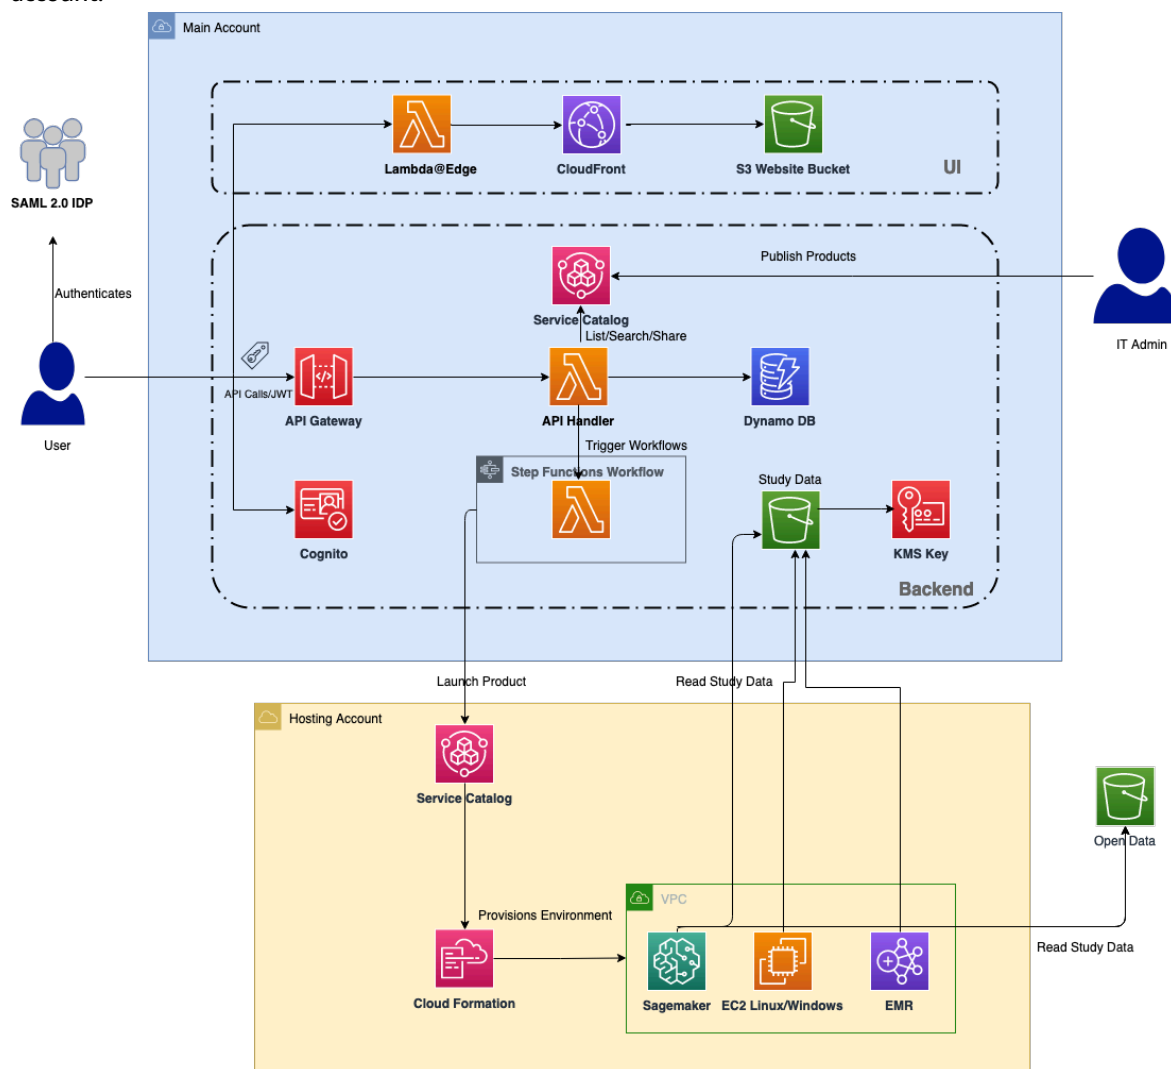 Main Account
Lambda@Edge
CloudFront
S3 Website Bucket
UI
SAML 2.0 IDP
Publish Products
Authenticates
Service Catalog
List/Search/Share
IT Admin
API Calls/JWT
API Gateway
API Handler
Dynamo DB
User
Trigger Workflows
Step Functions Workflow
Study Data
Cognito
KMS Key
Backend
Launch Product
Read Study Data
Hosting Account
Service Catalog
Open Data
VPC
Provisions Environment
Read Study Data
Cloud Formation
Sagemaker
EC2 Linux/Windows
EMR